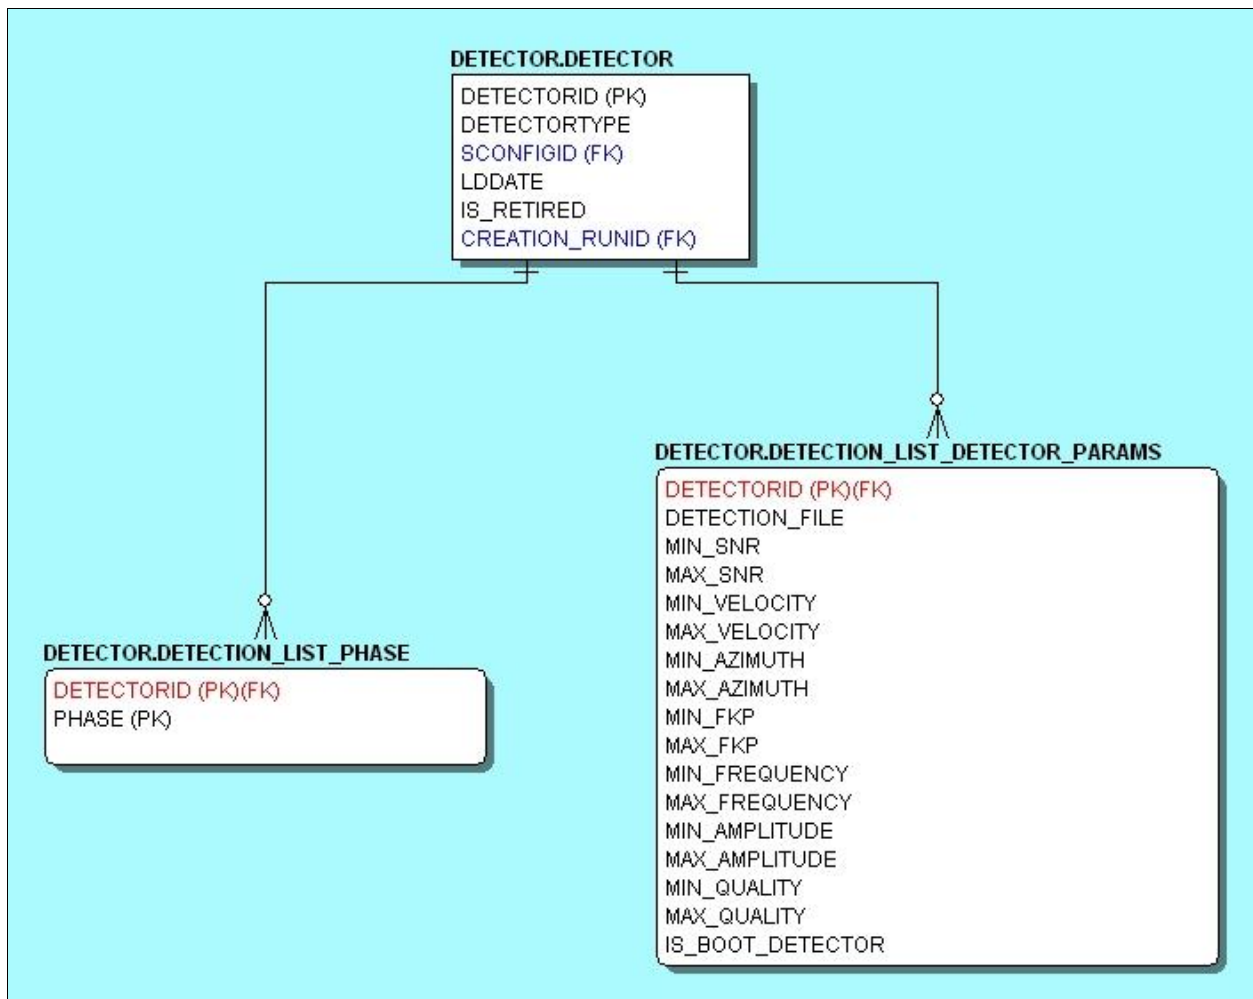 DETECTOR.DETECTOR
DETECTORID (PK)
DETECTORTYPE
SCONFIGID (FK)
LDDATE
IS_RETIRED
CREATION_RUNID (FK)
DETECTOR.DETECTION_LIST_PHASE
DETECTORID (PK)(FK)
PHASE (PK)
DETECTOR.DETECTION_LIST_DETECTOR_PARAMS
DETECTORID (PK)(FK)
DETECTION_FILE
MIN_SNR
MAX_SNR
MIN_VELOCITY
MAX_VELOCITY
MIN_AZIMUTH
MAX_AZIMUTH
MIN_FKP
MAX_FKP
MIN_FREQUENCY
MAX_FREQUENCY
MIN_AMPLITUDE
MAX_AMPLITUDE
MIN_QUALITY
MAX_QUALITY
IS_BOOT_DETECTOR